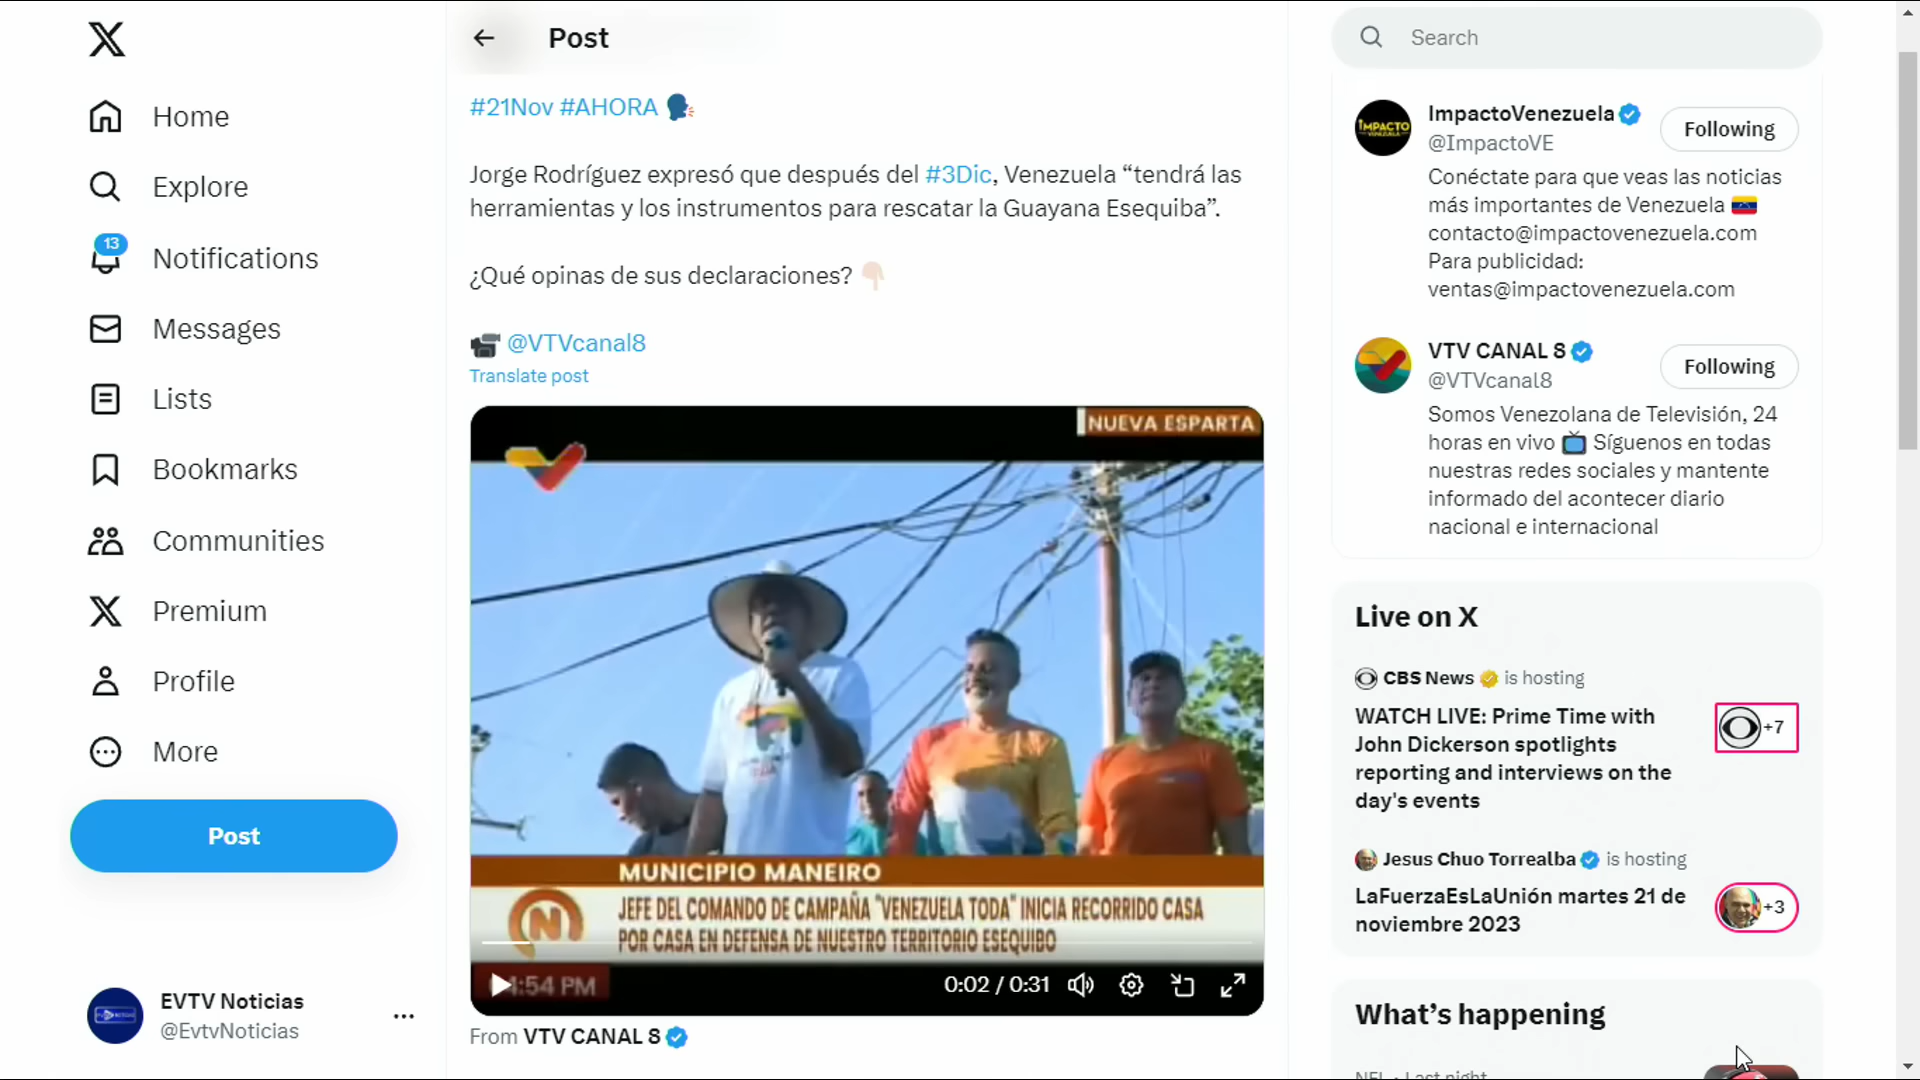 Home
Explore
13
Notifications
Messages
Lists
Bookmarks
Communities
Premium
Profile
More
Post
EVTV Noticias
@EvtvNoticias
Post
#21Nov #AHORA
Jorge Rodríguez expresó que después del #3Dic, Venezuela “tendrá las
herramientas y los instrumentos para rescatar la Guayana Esequiba”.
¿Qué opinas de sus declaraciones?
@VTVcanal8
Translate post
NUEVA ESPARTA
MUNICIPIO MANEIRO
JEFE DEL COMANDO DE CAMPAÑA "VENEZUELA TODA" INICIA RECORRIDO CASA
POR CASA EN DEFENSA DE NUESTRO TERRITORIO ESEQUIBO
:54 PM
0:02 / 0:31
From VTV CANAL 8
Search
IMPACTO
VENEZUELA
ImpactoVenezuela
@ImpactoVE
Following
Conéctate para que veas las noticias
más importantes de Venezuela
contacto@impactovenezuela.com
Para publicidad:
ventas@impactovenezuela.com
VTV CANAL 8
@VTVcanal8
Following
Somos Venezolana de Televisión, 24
horas en vivo Síguenos en todas
nuestras redes sociales y mantente
informado del acontecer diario
nacional e internacional
Live on X
CBS News is hosting
WATCH LIVE: Prime Time with
John Dickerson spotlights
reporting and interviews on the
day's events
+7
Jesus Chuo Torrealba is hosting
LaFuerzaEsLaUnión martes 21 de
noviembre 2023
+3
What’s happening
NFL · Last night